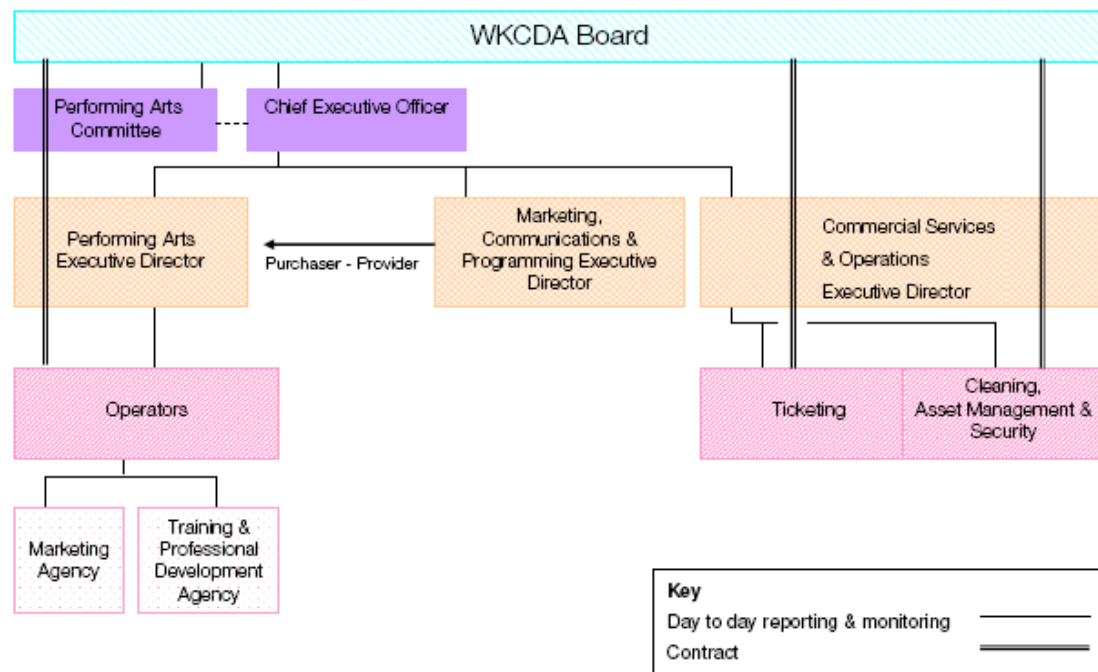 WKCDA Board
Performing Arts
Committee
Chief Executive Officer
Performing Arts
Executive Director
Purchaser - Provider
Marketing,
Communications &
Programming Executive
Director
Commercial Services
& Operations
Executive Director
Operators
Ticketing
Cleaning,
Asset Management &
Security
Marketing
Agency
Training &
Professional
Development
Agency
Key
Day to day reporting & monitoring
Contract